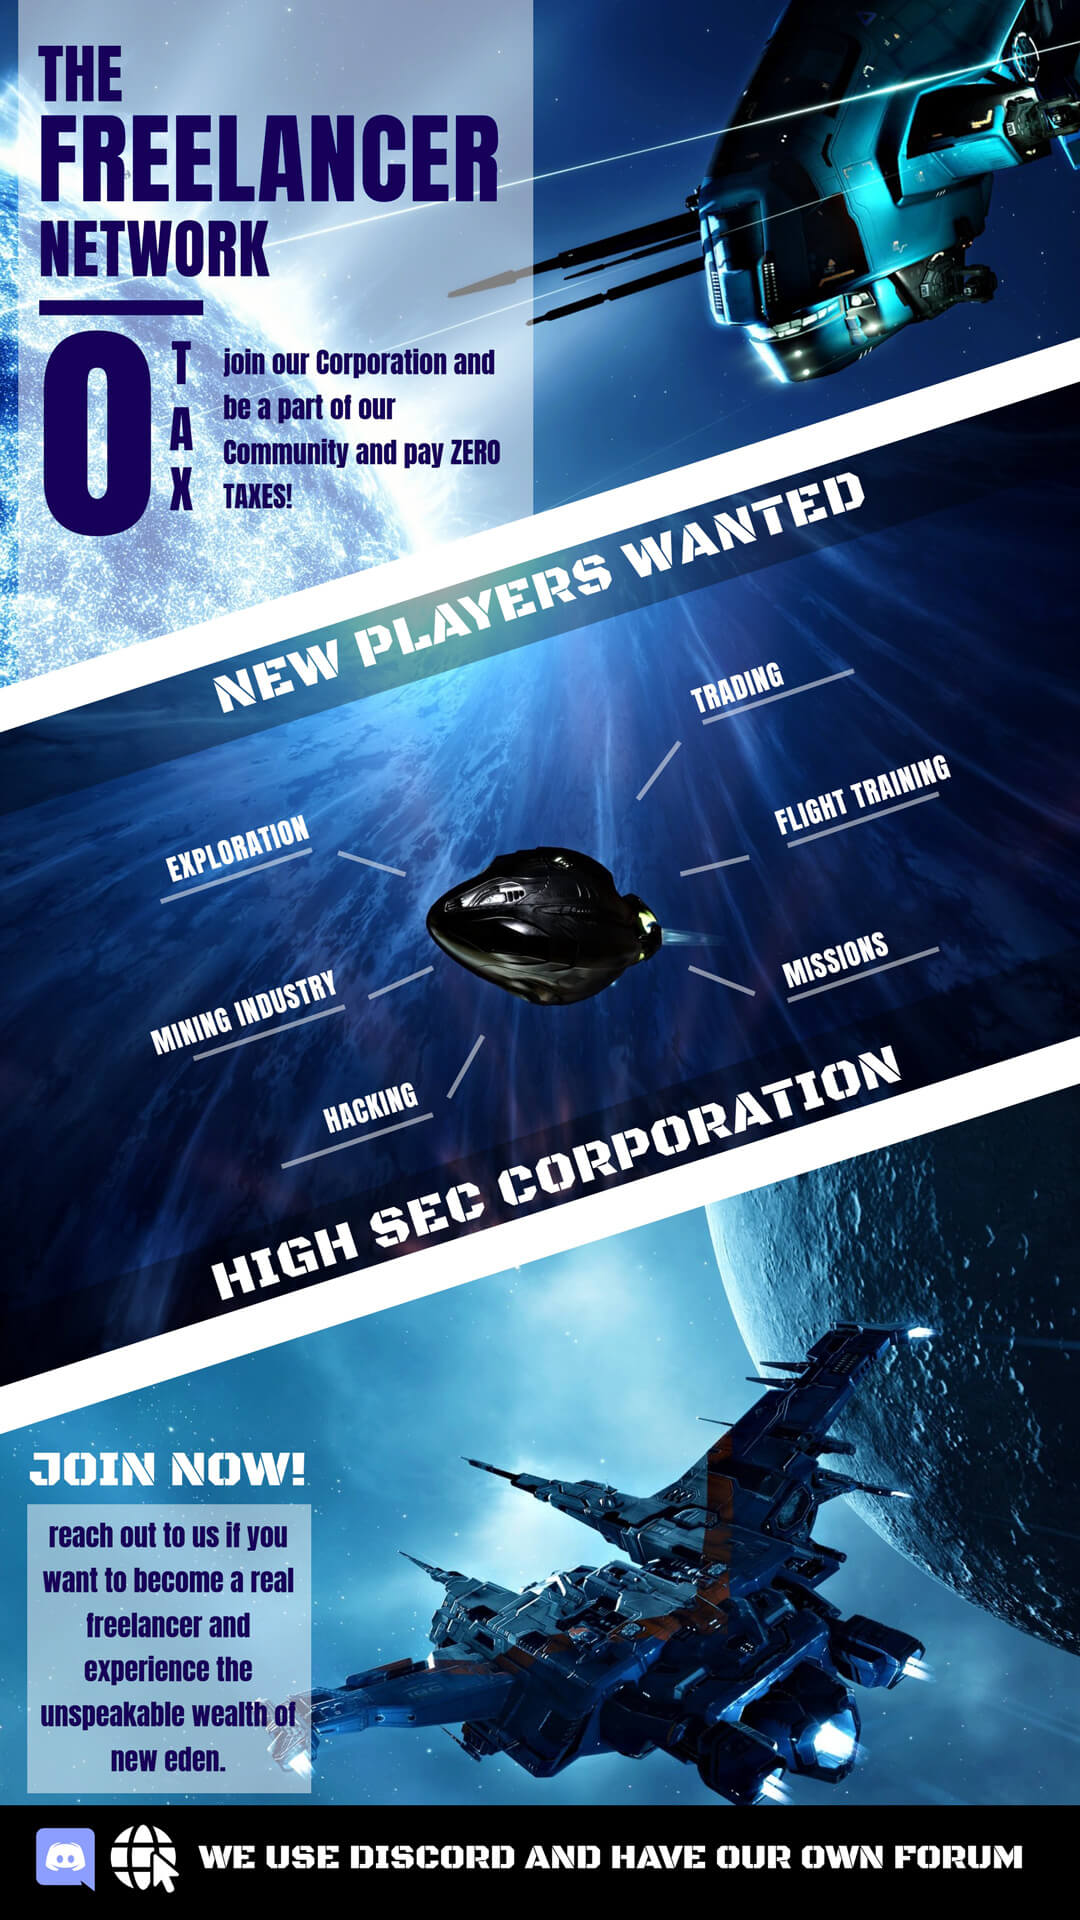 THE
FREELANCER
NETWORK
0
TAX
join our Corporation and
be a part of our
Community and pay ZERO
TAXES!
NEW PLAYERS WANTED
TRADING
FLIGHT TRAINING
EXPLORATION
MISSIONS
MINING INDUSTRY
HACKING
HIGH SEC CORPORATION
JOIN NOW!
reach out to us if you
want to become a real
freelancer and
experience the
unspeakable wealth of
new eden.
WE USE DISCORD AND HAVE OUR OWN FORUM